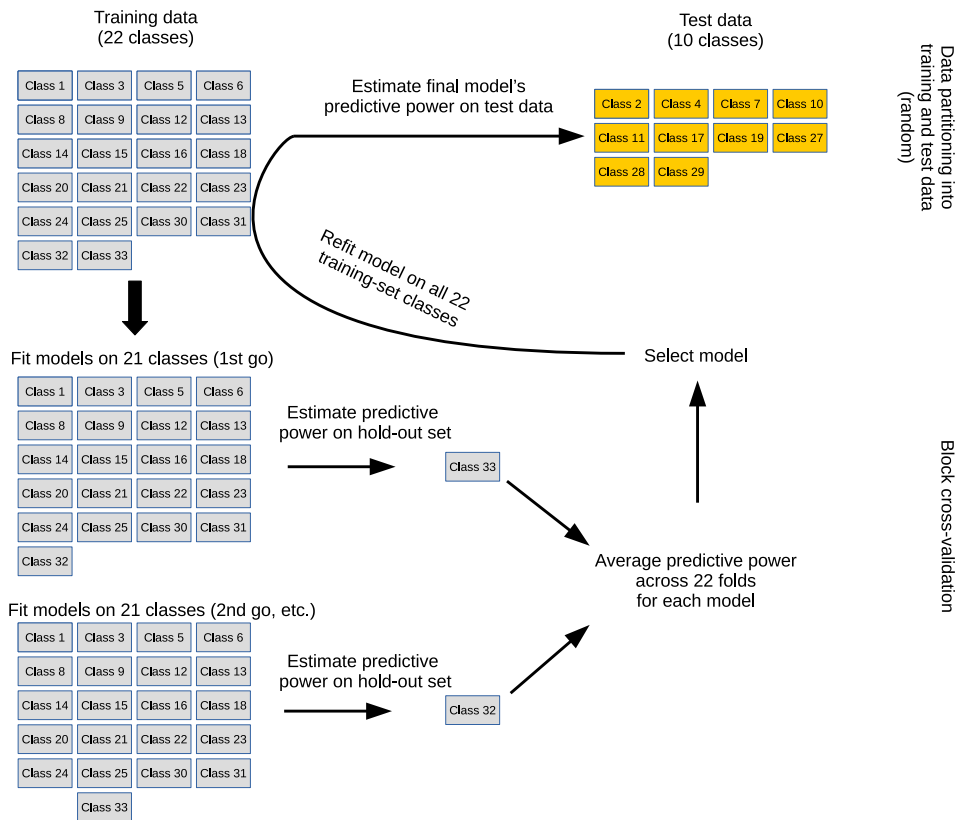 Training data
(22 classes)
Test data
(10 classes)
Data partitioning into
training and test data
(random)
Class 1 Class 3 Class 5 Class 6
Class 8 Class 9 Class 12 Class 13
Class 14 Class 15 Class 16 Class 18
Class 20 Class 21 Class 22 Class 23
Class 24 Class 25 Class 30 Class 31
Class 32 Class 33
Estimate final model's
predictive power on test data
Class 2 Class 4 Class 7 Class 10
Class 11 Class 17 Class 19 Class 27
Class 28 Class 29
Refit model on all 22
training-set classes
Select model
Fit models on 21 classes (1st go)
Class 1 Class 3 Class 5 Class 6
Class 8 Class 9 Class 12 Class 13
Class 14 Class 15 Class 16 Class 18
Class 20 Class 21 Class 22 Class 23
Class 24 Class 25 Class 30 Class 31
Class 32
Estimate predictive
power on hold-out set
Class 33
Block cross-validation
Average predictive power
across 22 folds
for each model
Fit models on 21 classes (2nd go, etc.)
Class 1 Class 3 Class 5 Class 6
Class 8 Class 9 Class 12 Class 13
Class 14 Class 15 Class 16 Class 18
Class 20 Class 21 Class 22 Class 23
Class 24 Class 25 Class 30 Class 31
Class 33
Estimate predictive
power on hold-out set
Class 32